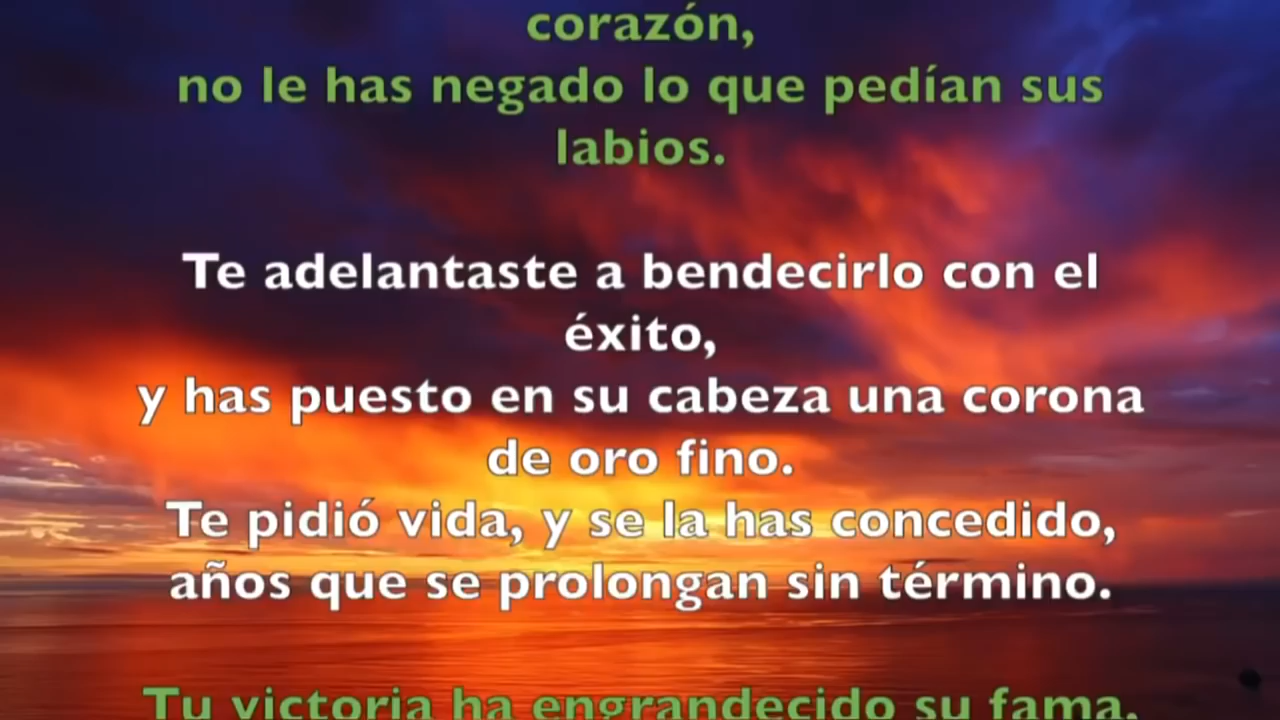 corazón,
no le has negado lo que pedían sus
labios.
Te adelantaste a bendecirlo con el
éxito,
y has puesto en su cabeza una corona
de oro fino.
Te pidió vida, y se la has concedido,
años que se prolongan sin término.
Tu victoria ha engrandecido su fama,